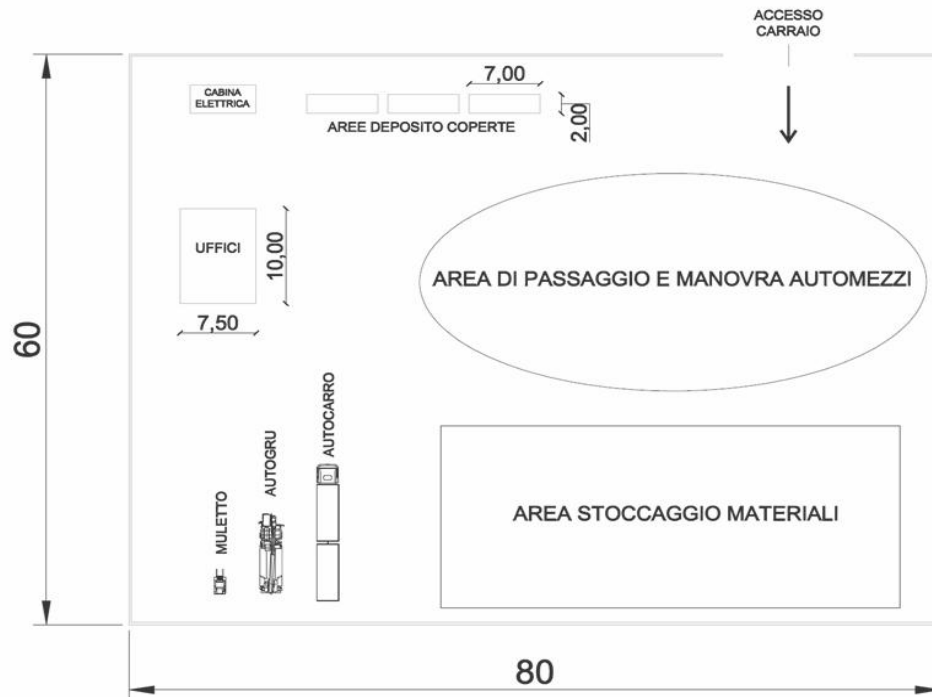 ACCESSO
CARRAIO
7,00
CABINA
ELETTRICA
2,00
AREE DEPOSITO COPERTE
UFFICI
10,00
AREA DI PASSAGGIO E MANOVRA AUTOMEZZI
7,50
60
AUTOCARRO
AUTOGRU
MULETTO
AREA STOCCAGGIO MATERIALI
80